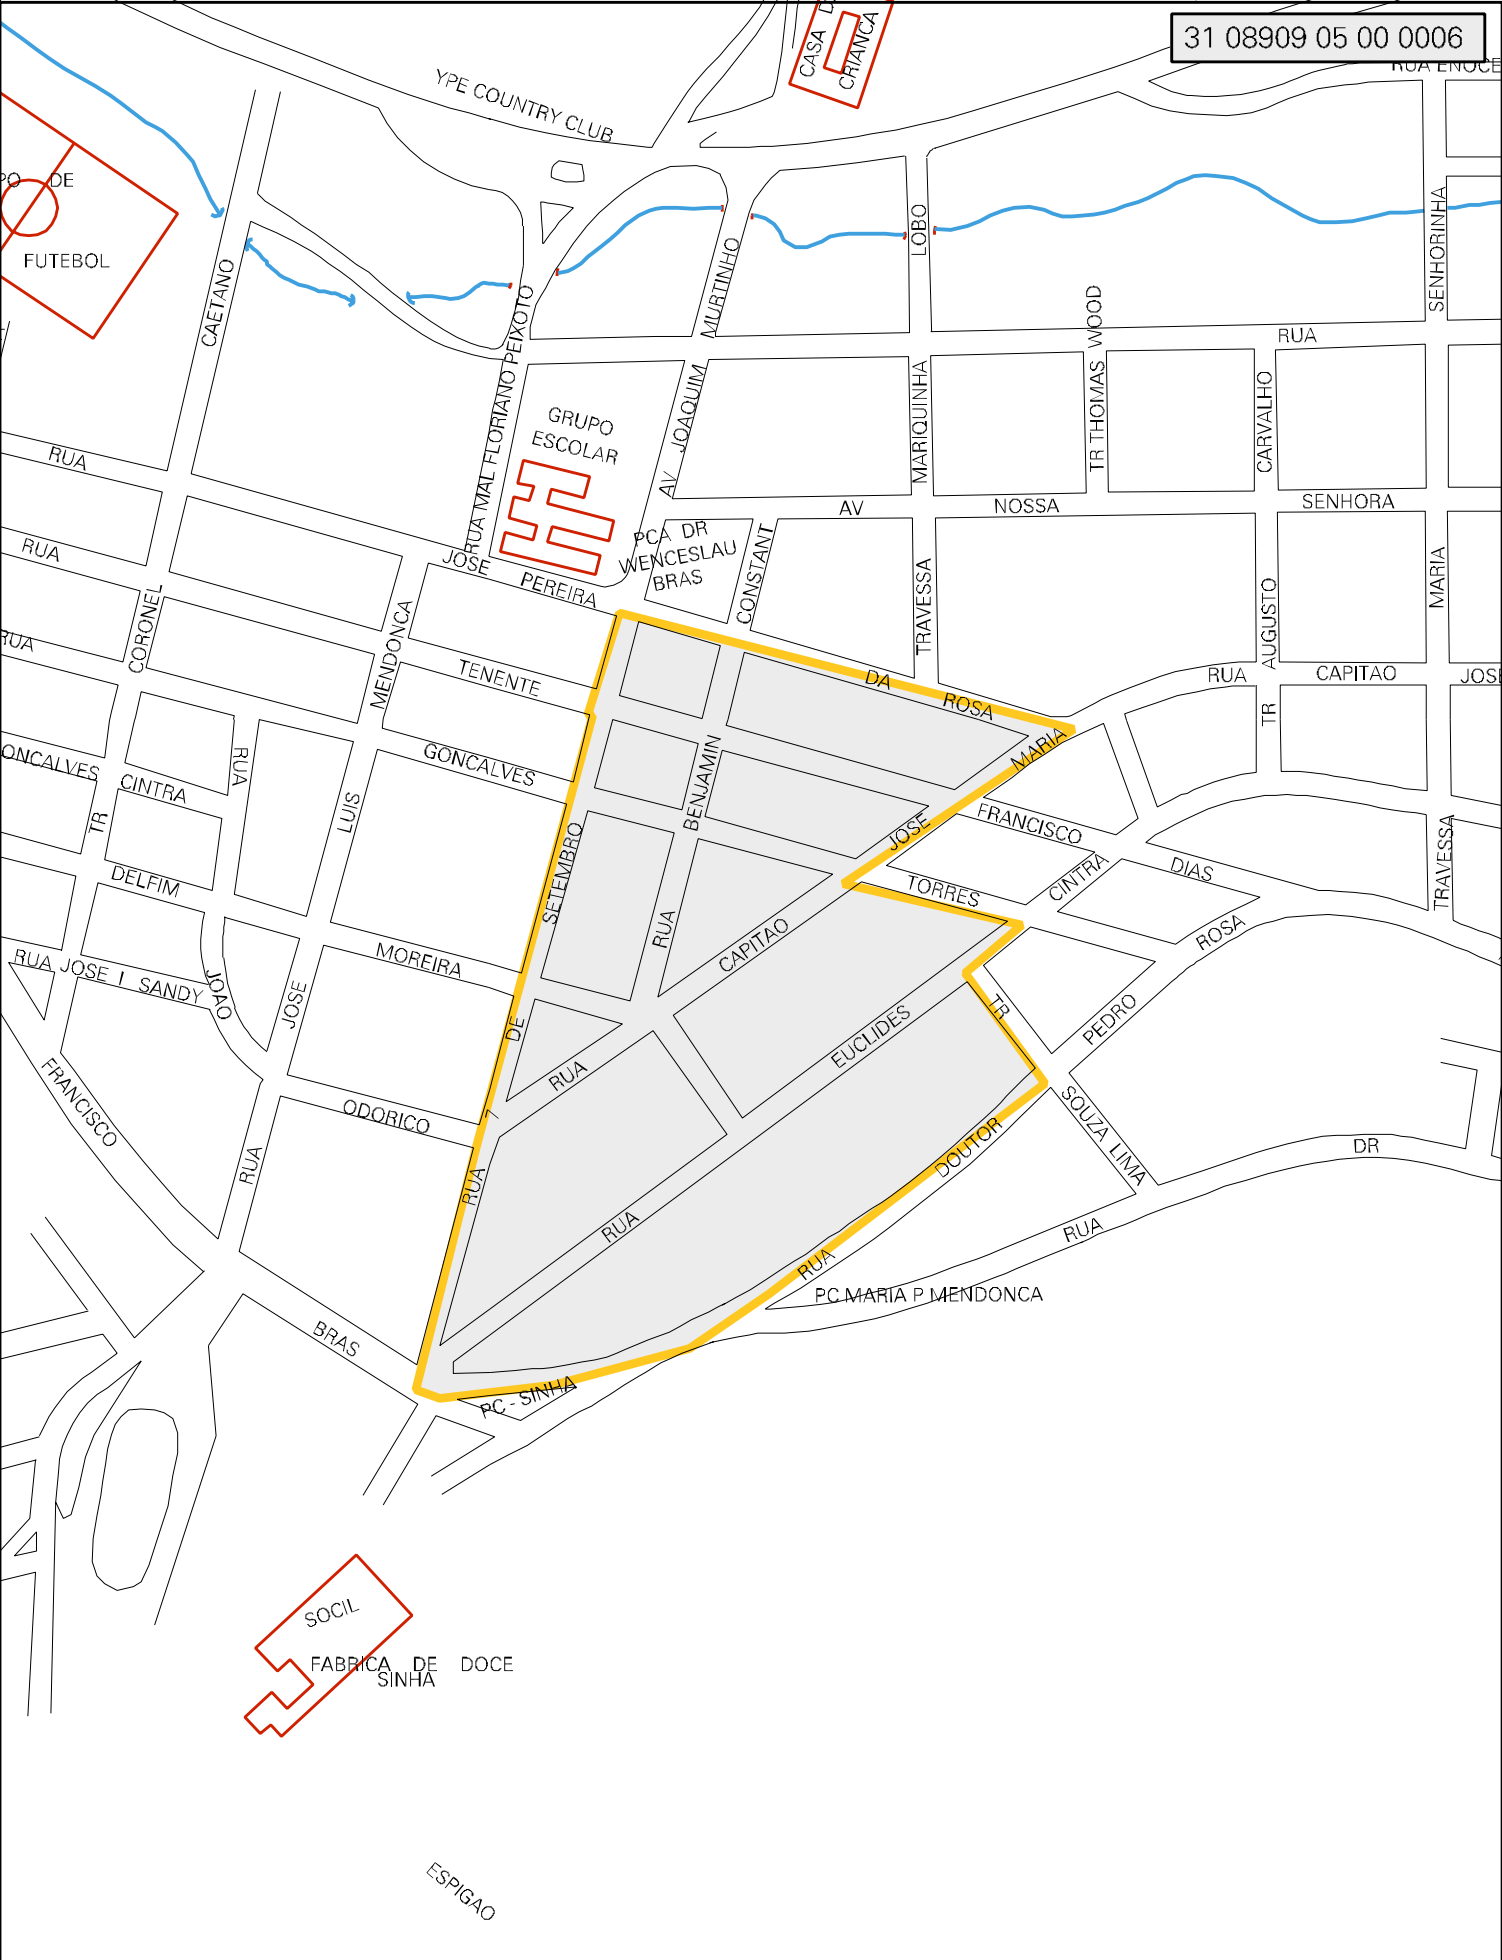 31 08909 05 00 0006
CASA
CRIANCA
YPE COUNTRY CLUB
RUA ENOCE
DE
FUTEBOL
CAETANO
MURTINHO
LOBO
SENHORINHA
RUA
RUA MAL FLORIANO PEIXOTO
GRUPO
ESCOLAR
AV JOAQUIM
MARIQUINHA
TR THOMAS WOOD
CARVALHO
RUA
AV NOSSA SENHORA
PCA DR
WENCESLAU
BRAS
CONSTANT
TRAVESSA
AUGUSTO
MARIA
RUA
JOSE PEREIRA
CORONEL
MENDONCA
RUA
TENENTE
DA ROSA
RUA CAPITAO JOSE
TR
MARIA
ONCALVES
CINTRA
RUA
GONCALVES
BENJAMIN
FRANCISCO
JOSE
TR
LUIS
SETEMBRO
DIAS
TRAVESSA
DELFIM
TORRES
CINTRA
ROSA
RUA
CAPITAO
MOREIRA
RUA JOSE I SANDY
JOAO
JOSE
DE
EUCLIDES
TR
PEDRO
FRANCISCO
RUA
ODORICO
7
SOUZA LIMA
DOUTOR
DR
RUA
RUA
RUA
RUA
RUA
PC MARIA P MENDONCA
BRAS
PC - SINHA
SOCIL
FABRICA DE DOCE
SINHA
ESPIGAO